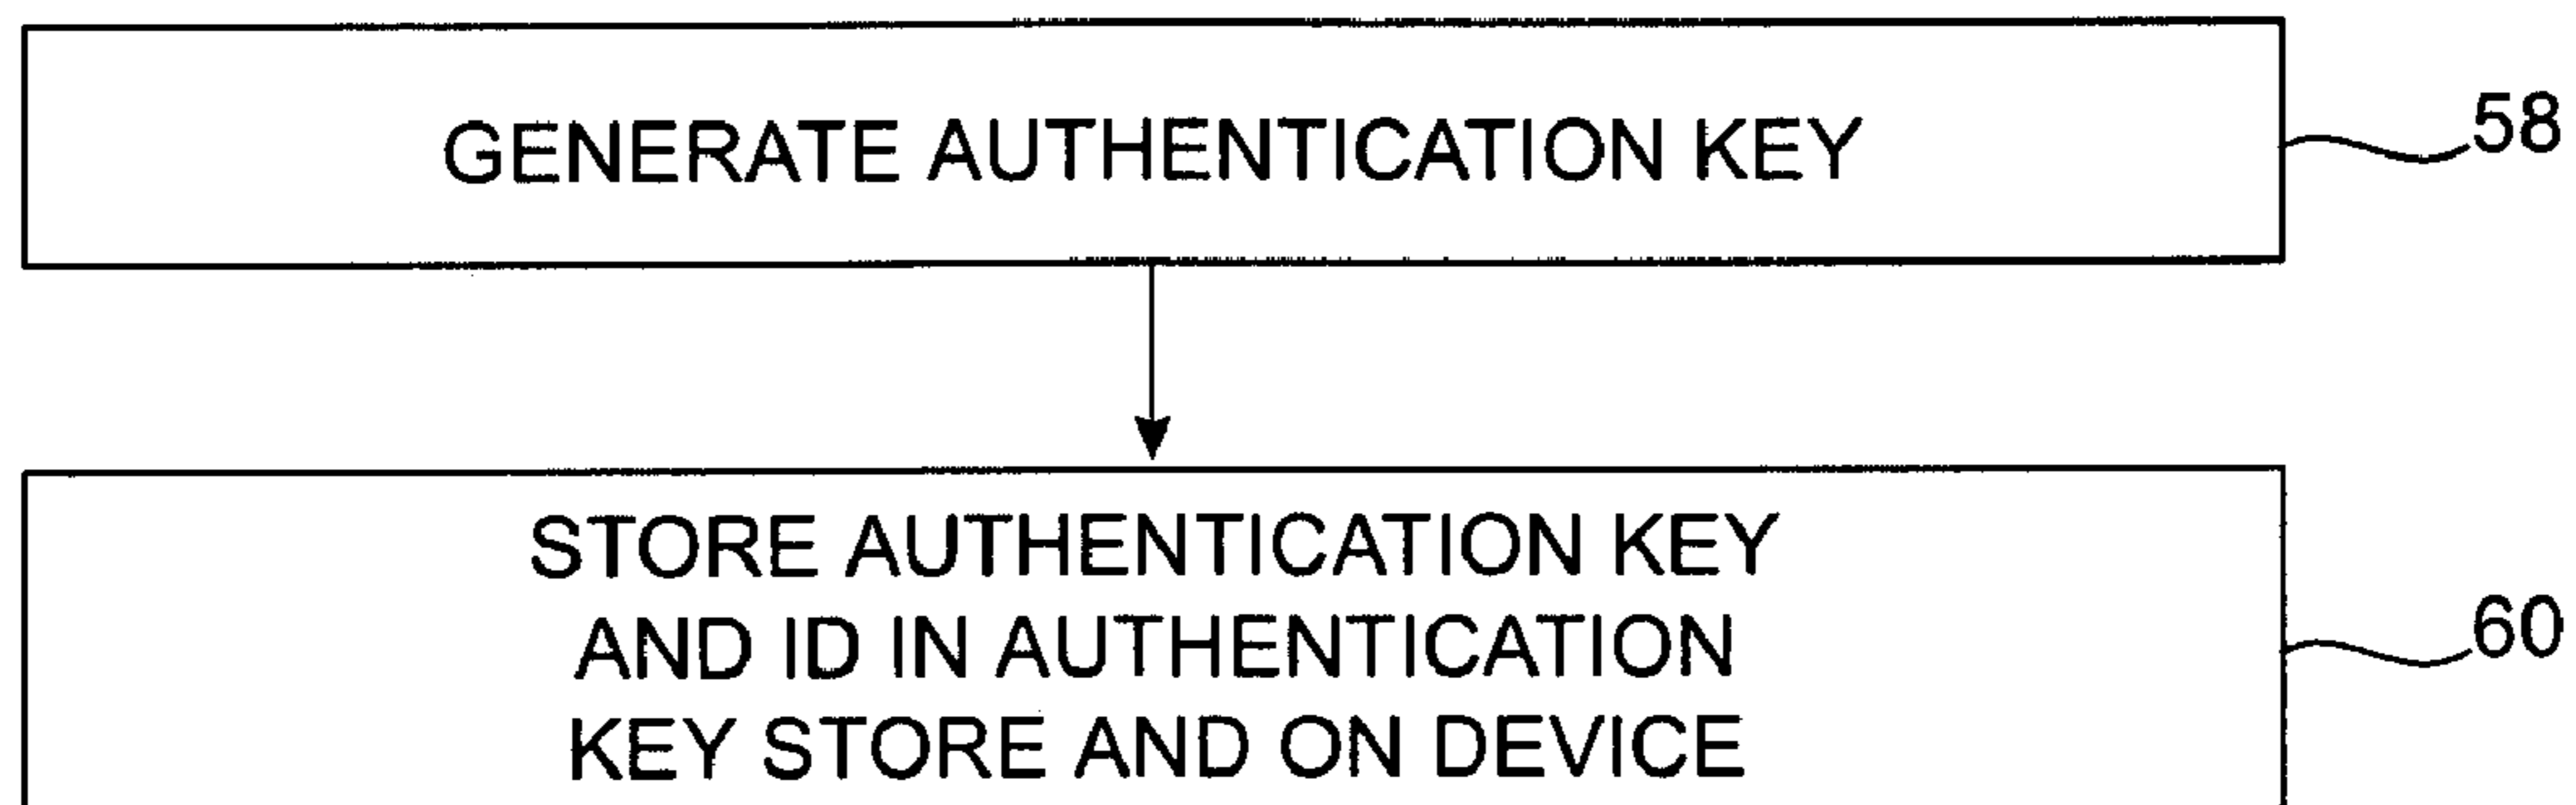 GENERATE AUTHENTICATION KEY
58
STORE AUTHENTICATION KEY
AND ID IN AUTHENTICATION
KEY STORE AND ON DEVICE
60